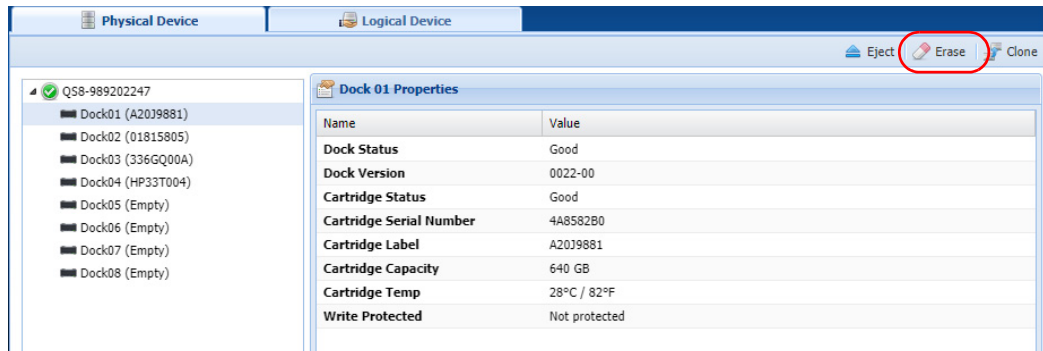 Physical Device Logical Device
Eject Erase Clone
QS8-989202247
Dock01 (A20J9881)
Dock02 (01815805)
Dock03 (336GQ00A)
Dock04 (HP33T004)
Dock05 (Empty)
Dock06 (Empty)
Dock07 (Empty)
Dock08 (Empty)
Dock 01 Properties
Name Value
Dock Status Good
Dock Version 0022-00
Cartridge Status Good
Cartridge Serial Number 4A8582B0
Cartridge Label A20J9881
Cartridge Capacity 640 GB
Cartridge Temp 28°C / 82°F
Write Protected Not protected